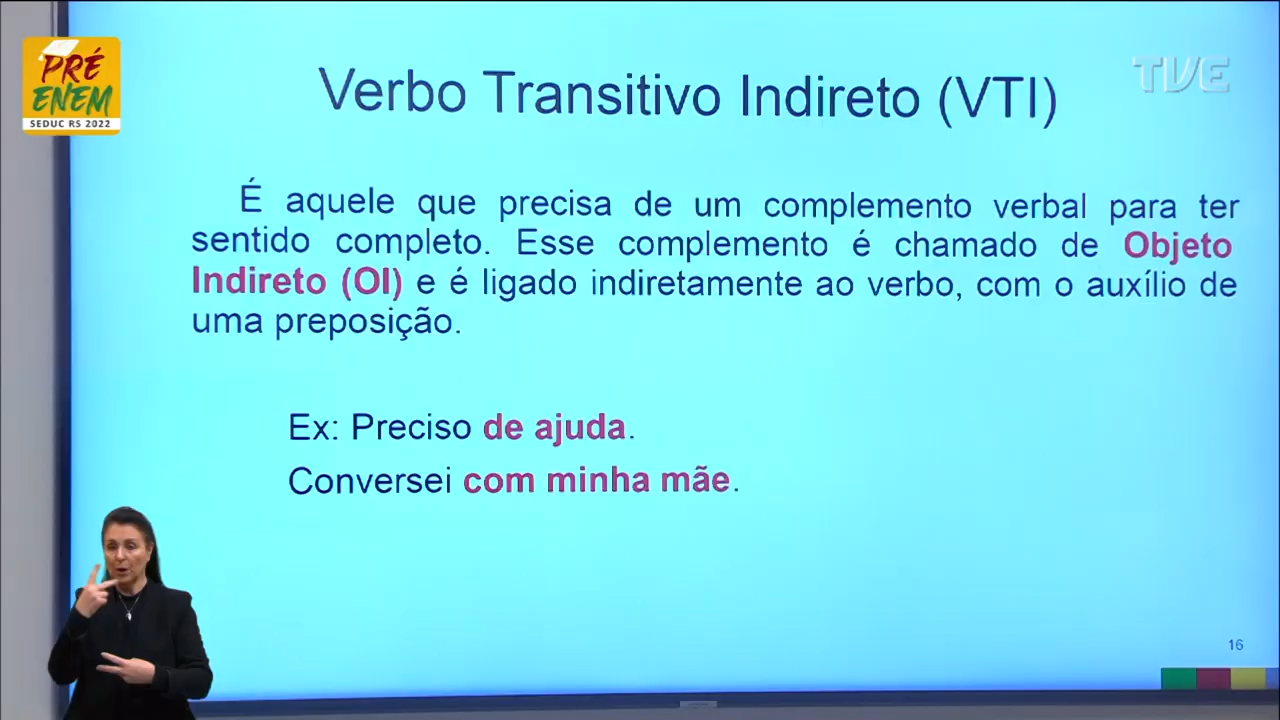 PRÉ
ENEM
SEDUC RS 2022
TVE
Verbo Transitivo Indireto (VTI)
É aquele que precisa de um complemento verbal para ter
sentido completo. Esse complemento é chamado de Objeto
Indireto (OI) e é ligado indiretamente ao verbo, com o auxílio de
uma preposição.
Ex: Preciso de ajuda.
Conversei com minha mãe.
16